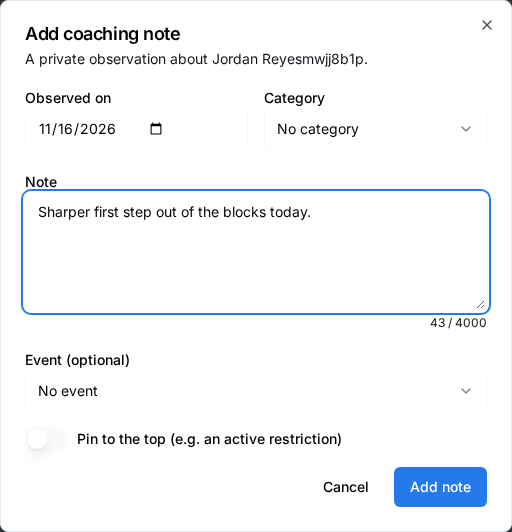 Add coaching note
A private observation about Jordan Reyesmwjj8b1p.
Observed on
Category
11/16/2026
No category
Note
Sharper first step out of the blocks today.
43 / 4000
Event (optional)
No event
Pin to the top (e.g. an active restriction)
Cancel
Add note